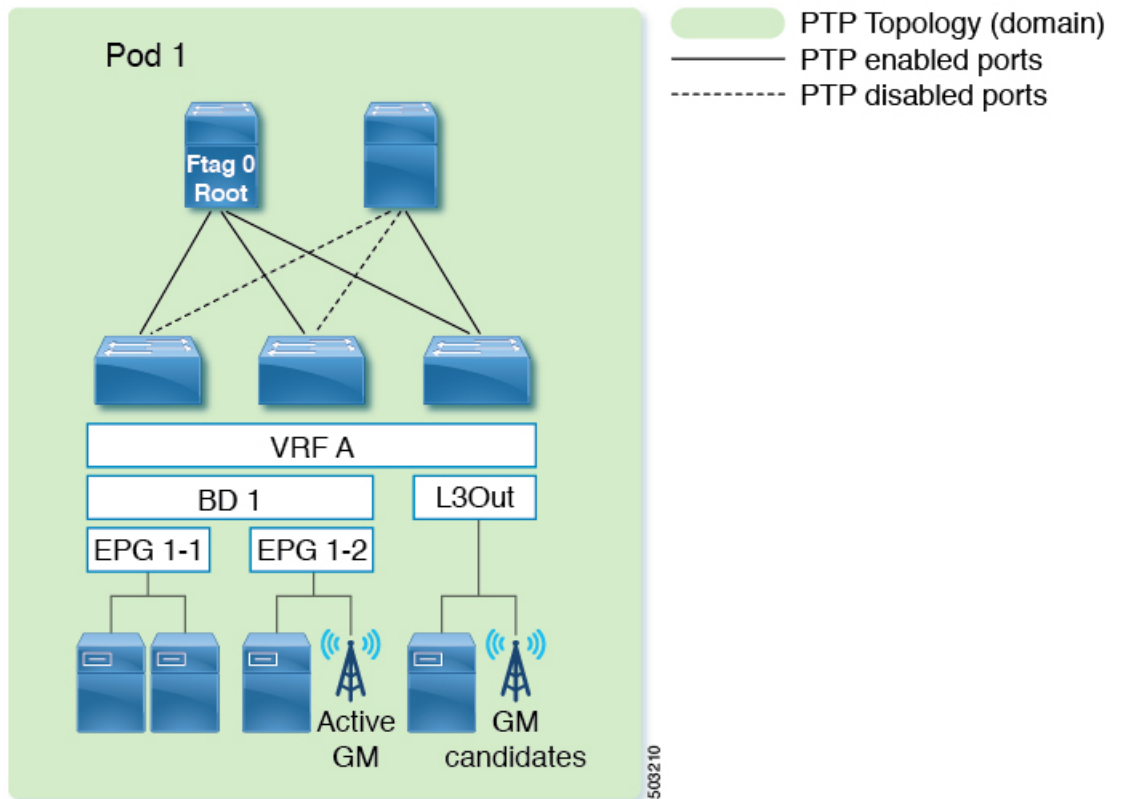 Pod 1
PTP Topology (domain)
PTP enabled ports
PTP disabled ports
Ftag 0
Root
VRF A
BD 1
L3Out
EPG 1-1
EPG 1-2
Active
GM
GM
candidates
503210